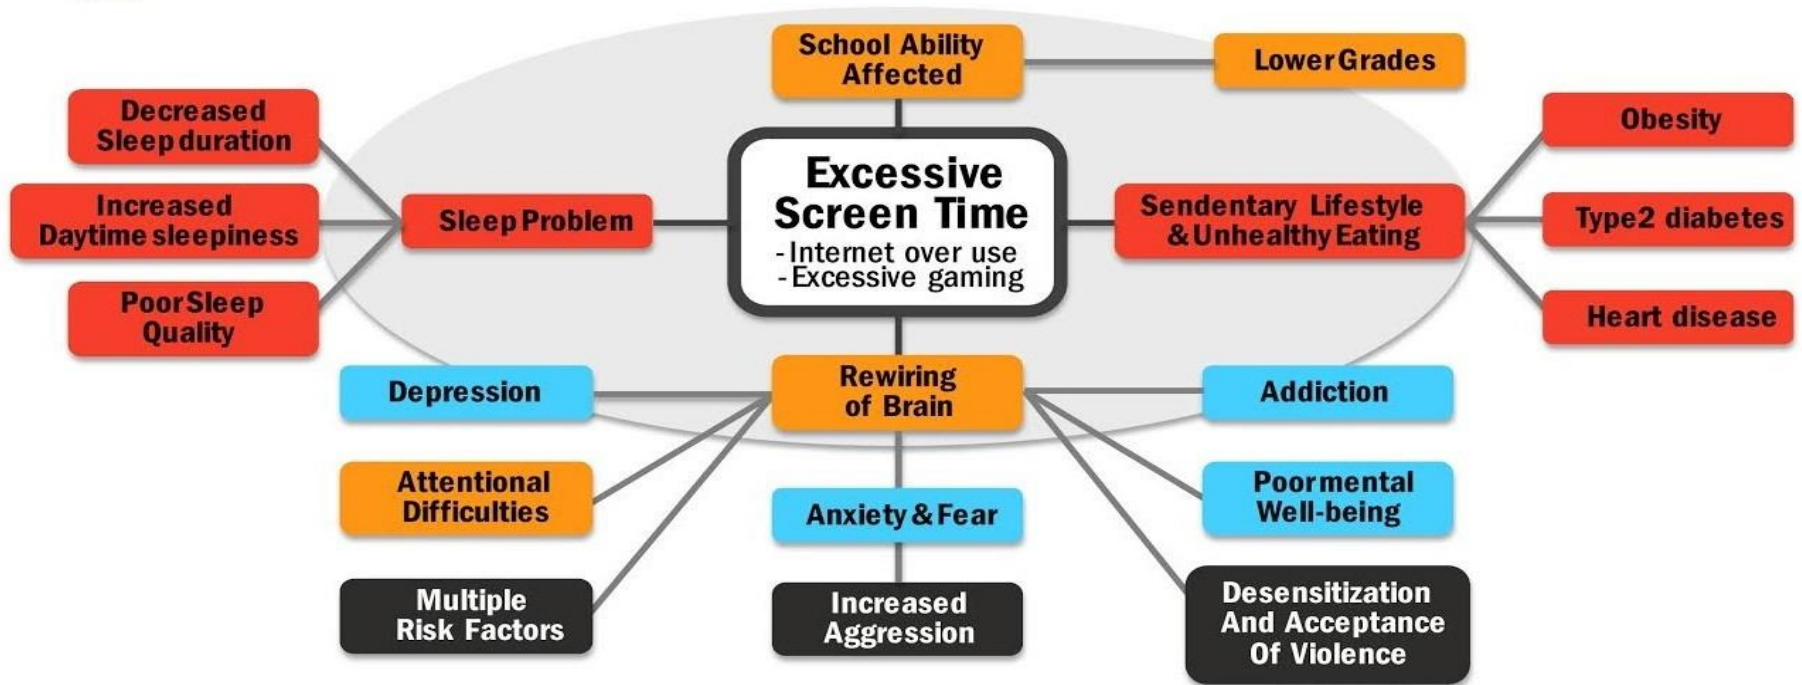 School Ability
Affected
Lower Grades
Decreased
Sleep duration
Obesity
Excessive
Screen Time
- Internet over use
- Excessive gaming
Increased
Daytime sleepiness
Sleep Problem
Sendentary Lifestyle
& Unhealthy Eating
Type2 diabetes
Poor Sleep
Quality
Heart disease
Depression
Rewiring
of Brain
Addiction
Attentional
Difficulties
Anxiety & Fear
Poor mental
Well-being
Multiple
Risk Factors
Increased
Aggression
Desensitization
And Acceptance
Of Violence